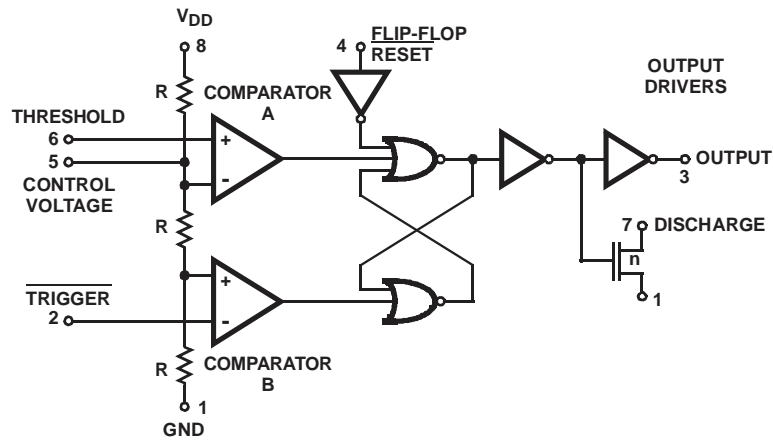 VDD
8
R
THRESHOLD
6
5
CONTROL
VOLTAGE
COMPARATOR
A
+
-
4
FLIP-FLOP
RESET
OUTPUT
DRIVERS
OUTPUT
3
R
7 DISCHARGE
n
1
TRIGGER
2
+
-
R
COMPARATOR
B
1
GND